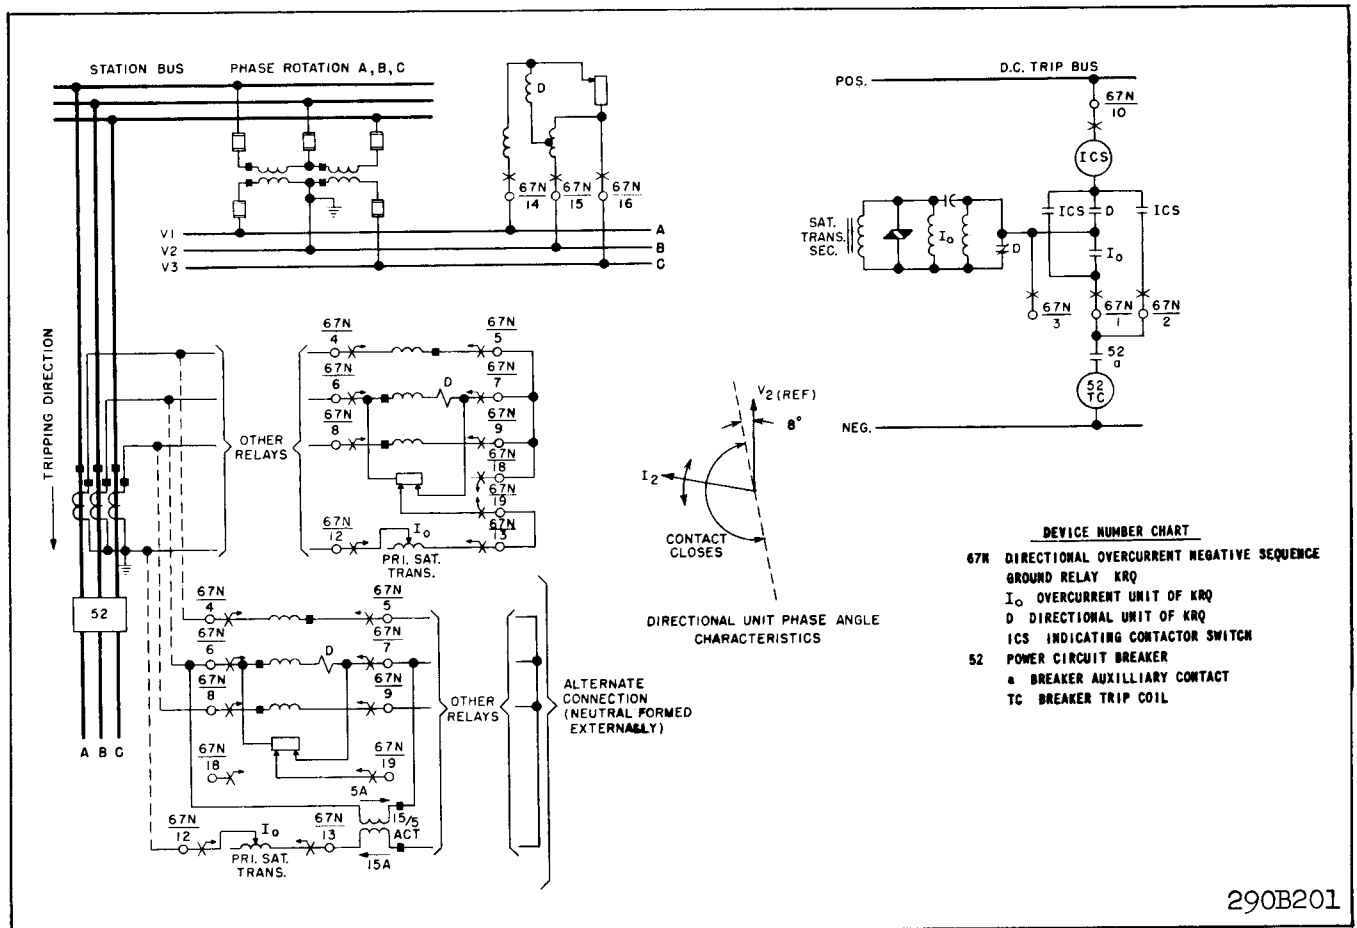 STATION BUS
PHASE ROTATION A, B, C
D
67N
14
67N
15
67N
16
V1
V2
V3
A
B
C
D.C. TRIP BUS
POS.
67N
10
ICS
ICS
D
ICS
SAT.
TRANS.
SEC.
Io
D
Io
67N
3
67N
1
67N
2
52
a
52
TC
NEG.
TRIPPING DIRECTION
OTHER
RELAYS
67N
4
67N
5
67N
6
D
67N
7
67N
8
67N
9
67N
18
67N
19
67N
12
Io
67N
13
PRI. SAT.
TRANS.
V2 (REF)
8°
I2
CONTACT
CLOSES
DIRECTIONAL UNIT PHASE ANGLE
CHARACTERISTICS
DEVICE NUMBER CHART
67N DIRECTIONAL OVERCURRENT NEGATIVE SEQUENCE
GROUND RELAY KRQ
Io OVERCURRENT UNIT OF KRQ
D DIRECTIONAL UNIT OF KRQ
ICS INDICATING CONTACTOR SWITCH
52 POWER CIRCUIT BREAKER
a BREAKER AUXILLIARY CONTACT
TC BREAKER TRIP COIL
52
A B C
67N
4
67N
5
67N
6
D
67N
7
67N
8
67N
9
67N
18
67N
19
5A
15/5
ACT
15A
67N
12
Io
67N
13
PRI. SAT.
TRANS.
OTHER
RELAYS
ALTERNATE
CONNECTION
(NEUTRAL FORMED
EXTERNALLY)
290B201